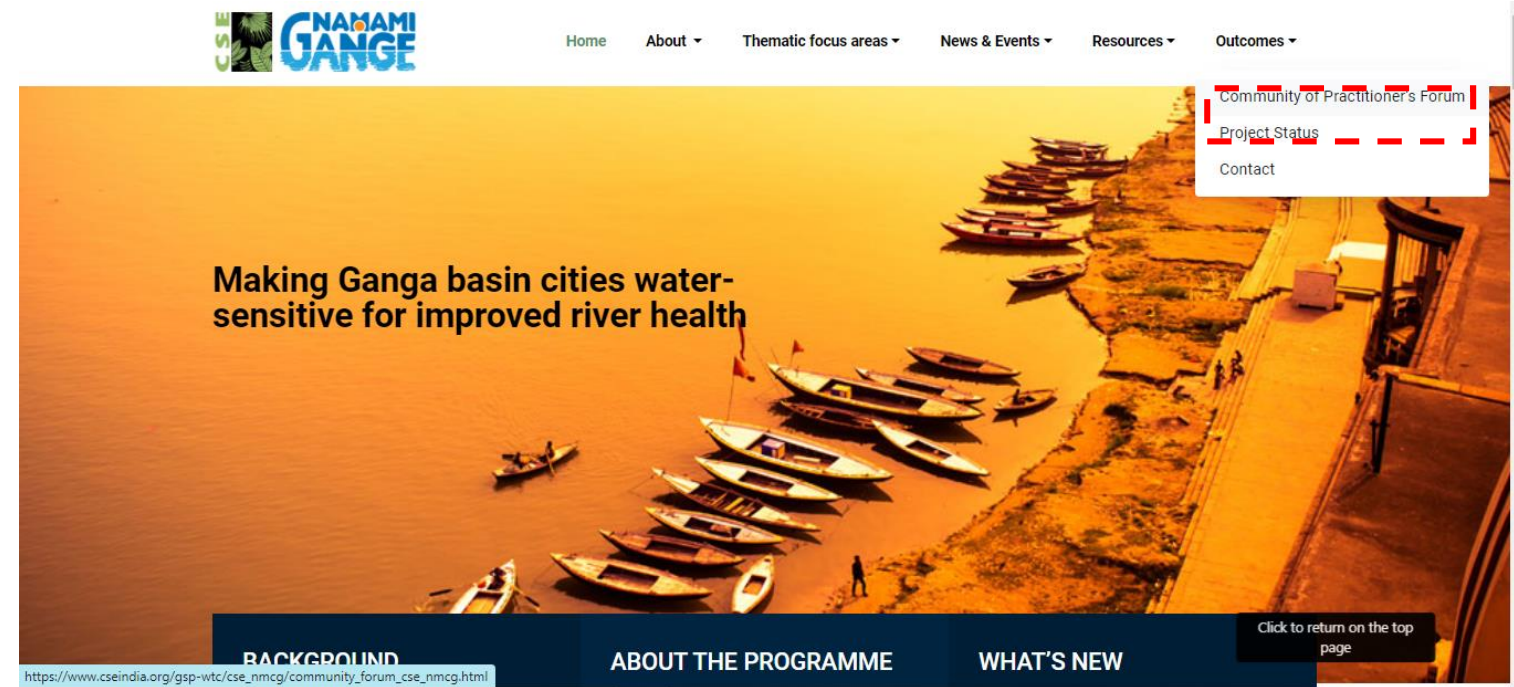 CSE
NAMAMI
GANGE
Home About Thematic focus areas News & Events Resources Outcomes
Community of Practitioner's Forum
Project Status
Contact
Making Ganga basin cities water-
sensitive for improved river health
BACKGROUND ABOUT THE PROGRAMME WHAT'S NEW
Click to return on the top
page
https://www.cseindia.org/gsp-wtc/cse_nmcg/community_forum_cse_nmcg.html